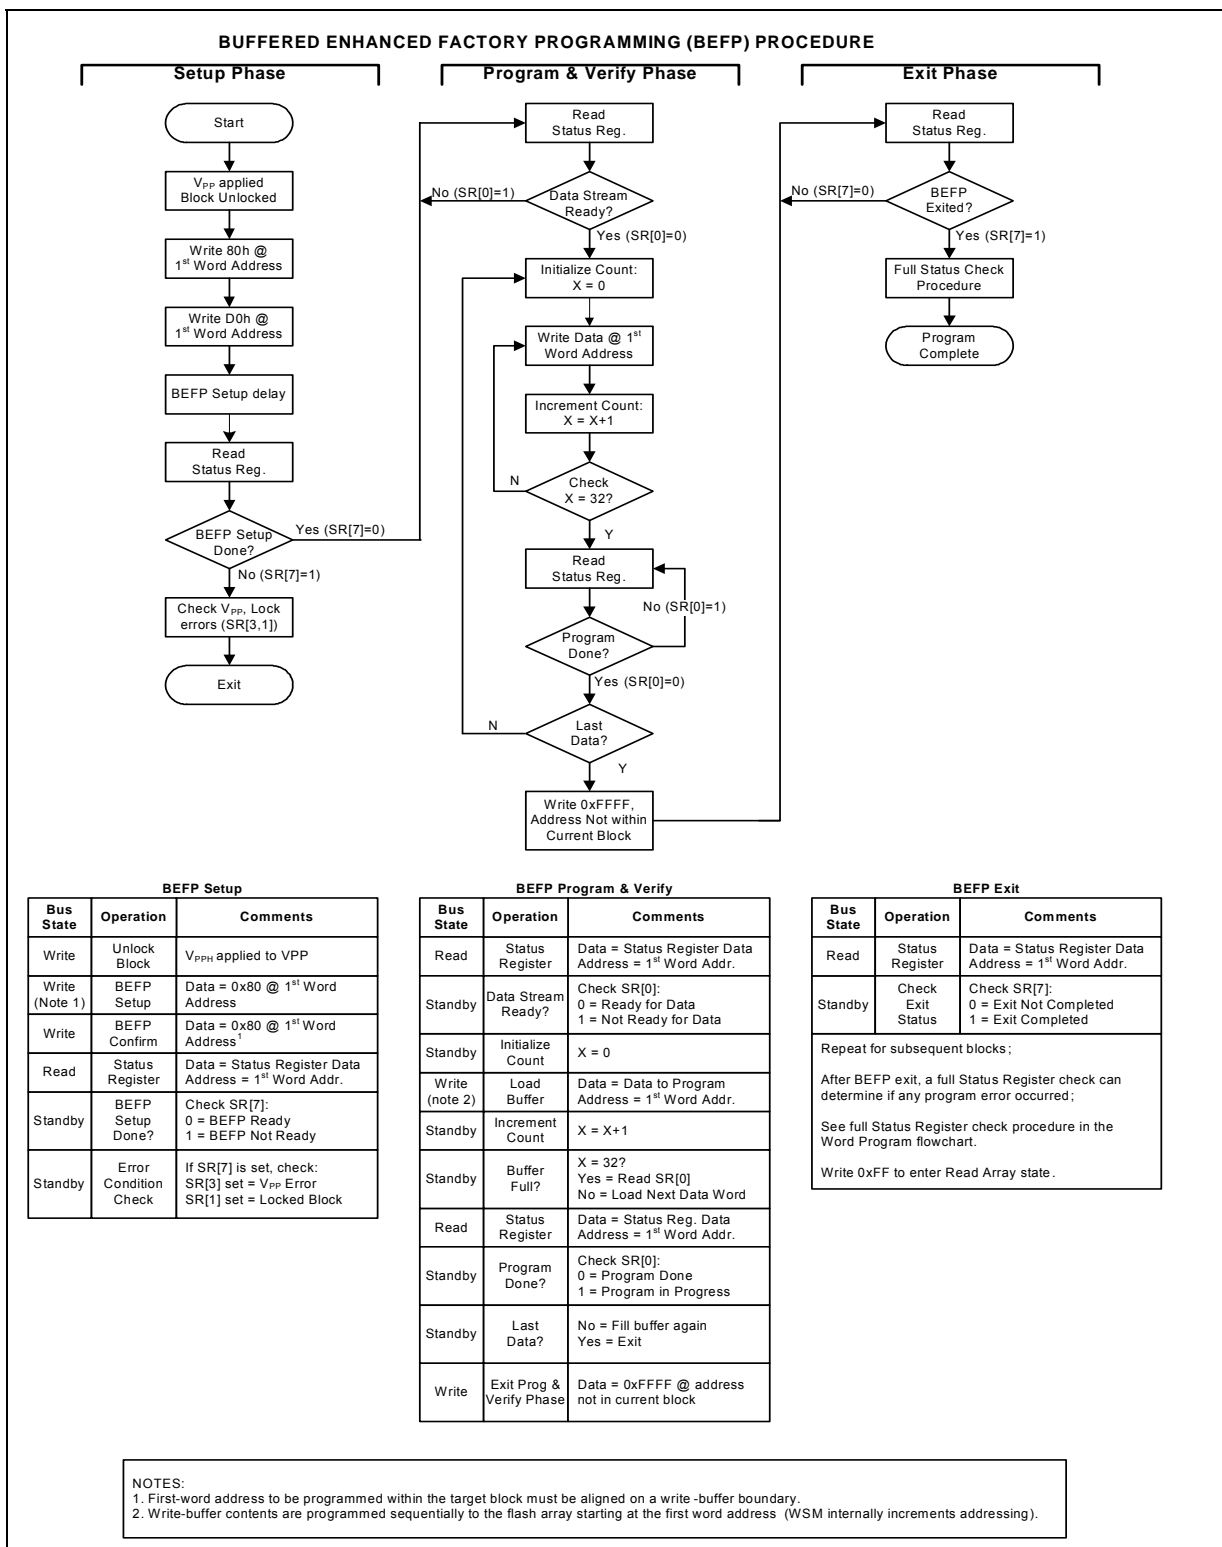 BUFFERED ENHANCED FACTORY PROGRAMMING (BEFP) PROCEDURE
Setup Phase
Start
VPP applied
Block Unlocked
Write 80h @
1st Word Address
Write D0h @
1st Word Address
BEFP Setup delay
Read
Status Reg.
BEFP Setup
Done?
Yes (SR[7]=0)
No (SR[7]=1)
Check VPP, Lock
errors (SR[3,1])
Exit
Program & Verify Phase
Read
Status Reg.
No (SR[0]=1)
Data Stream
Ready?
Yes (SR[0]=0)
Initialize Count:
X = 0
Write Data @ 1st
Word Address
Increment Count:
X = X+1
N
Check
X = 32?
Y
Read
Status Reg.
No (SR[0]=1)
Program
Done?
Yes (SR[0]=0)
N
Last
Data?
Y
Write 0xFFFF,
Address Not within
Current Block
Exit Phase
Read
Status Reg.
No (SR[7]=0)
BEFP
Exited?
Yes (SR[7]=1)
Full Status Check
Procedure
Program
Complete
BEFP Setup
Bus State Operation Comments
Write Unlock Block VPPH applied to VPP
Write (Note 1) BEFP Setup Data = 0x80 @ 1st Word Address
Write BEFP Confirm Data = 0x80 @ 1st Word Address1
Read Status Register Data = Status Register Data Address = 1st Word Addr.
Standby BEFP Setup Done? Check SR[7]: 0 = BEFP Ready 1 = BEFP Not Ready
Standby Error Condition Check If SR[7] is set, check: SR[3] set = VPP Error SR[1] set = Locked Block
BEFP Program & Verify
Bus State Operation Comments
Read Status Register Data = Status Register Data Address = 1st Word Addr.
Standby Data Stream Ready? Check SR[0]: 0 = Ready for Data 1 = Not Ready for Data
Standby Initialize Count X = 0
Write (note 2) Load Buffer Data = Data to Program Address = 1st Word Addr.
Standby Increment Count X = X+1
Standby Buffer Full? X = 32? Yes = Read SR[0] No = Load Next Data Word
Read Status Register Data = Status Reg. Data Address = 1st Word Addr.
Standby Program Done? Check SR[0]: 0 = Program Done 1 = Program in Progress
Standby Last Data? No = Fill buffer again Yes = Exit
Write Exit Prog & Verify Phase Data = 0xFFFF @ address not in current block
BEFP Exit
Bus State Operation Comments
Read Status Register Data = Status Register Data Address = 1st Word Addr.
Standby Check Exit Status Check SR[7]: 0 = Exit Not Completed 1 = Exit Completed
Repeat for subsequent blocks;
After BEFP exit, a full Status Register check can
determine if any program error occurred;
See full Status Register check procedure in the
Word Program flowchart.
Write 0xFF to enter Read Array state.
NOTES:
1. First-word address to be programmed within the target block must be aligned on a write -buffer boundary.
2. Write-buffer contents are programmed sequentially to the flash array starting at the first word address (WSM internally increments addressing).